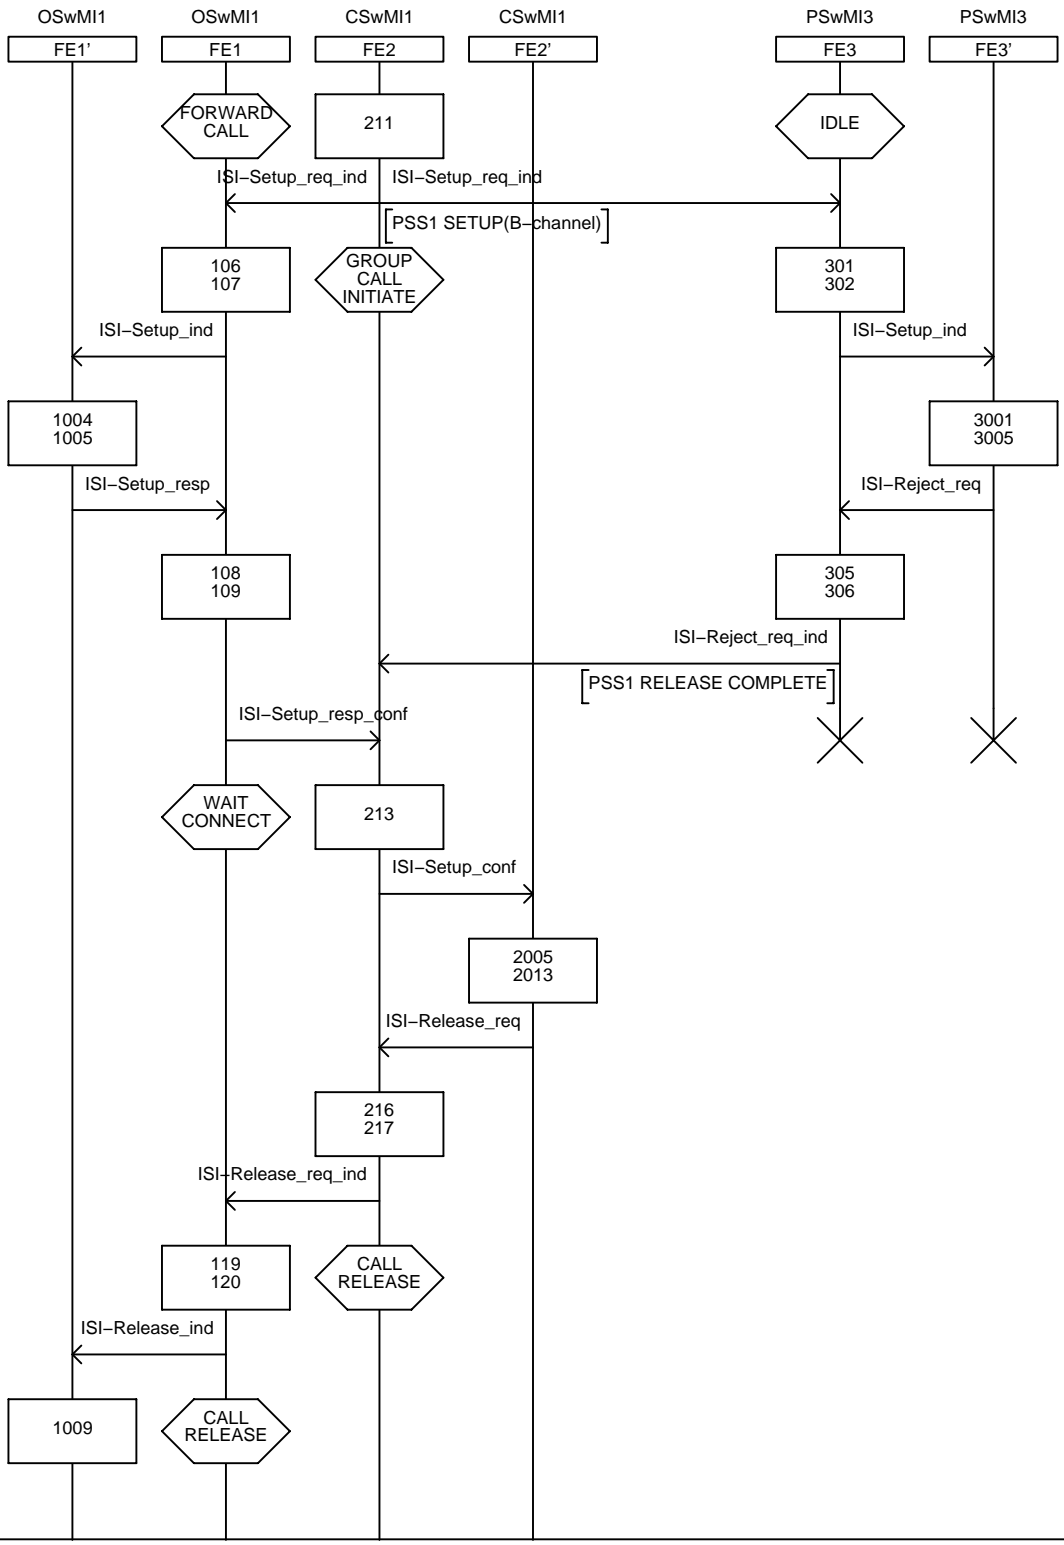 OSwMI1 OSwMI1 CSwMI1 CSwMI1 PSwMI3 PSwMI3
FE1' FE1 FE2 FE2' FE3 FE3'
FORWARD
CALL
211
IDLE
ISI−Setup_req_ind ISI−Setup_req_ind
PSS1 SETUP(B−channel)
106
107
GROUP
CALL
INITIATE
301
302
ISI−Setup_ind ISI−Setup_ind
1004
1005
3001
3005
ISI−Setup_resp ISI−Reject_req
108
109
305
306
ISI−Reject_req_ind
PSS1 RELEASE COMPLETE
ISI−Setup_resp_conf
WAIT
CONNECT
213
ISI−Setup_conf
2005
2013
ISI−Release_req
216
217
ISI−Release_req_ind
119
120
CALL
RELEASE
ISI−Release_ind
1009
CALL
RELEASE